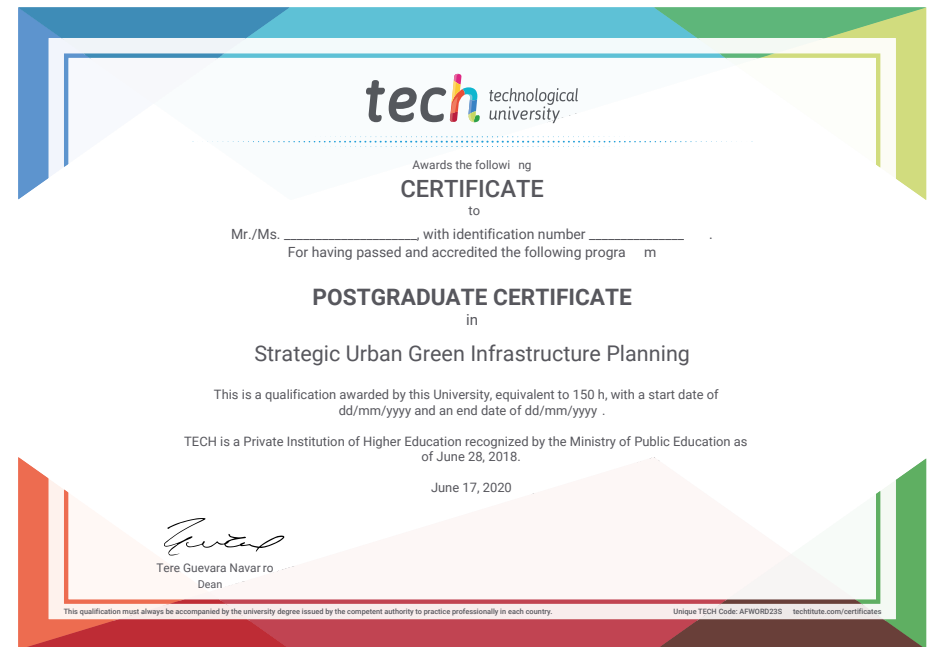 tech technological
university
Awards the followi ng
CERTIFICATE
to
Mr./Ms. ____________________, with identification number ______________ .
For having passed and accredited the following progra m
POSTGRADUATE CERTIFICATE
in
Strategic Urban Green Infrastructure Planning
This is a qualification awarded by this University, equivalent to 150 h, with a start date of
dd/mm/yyyy and an end date of dd/mm/yyyy .
TECH is a Private Institution of Higher Education recognized by the Ministry of Public Education as
of June 28, 2018.
June 17, 2020
Tere Guevara Navar ro
Dean
This qualification must always be accompanied by the university degree issued by the competent authority to practice professionally in each country.
Unique TECH Code: AFWORD23S techtitute.com/certificates